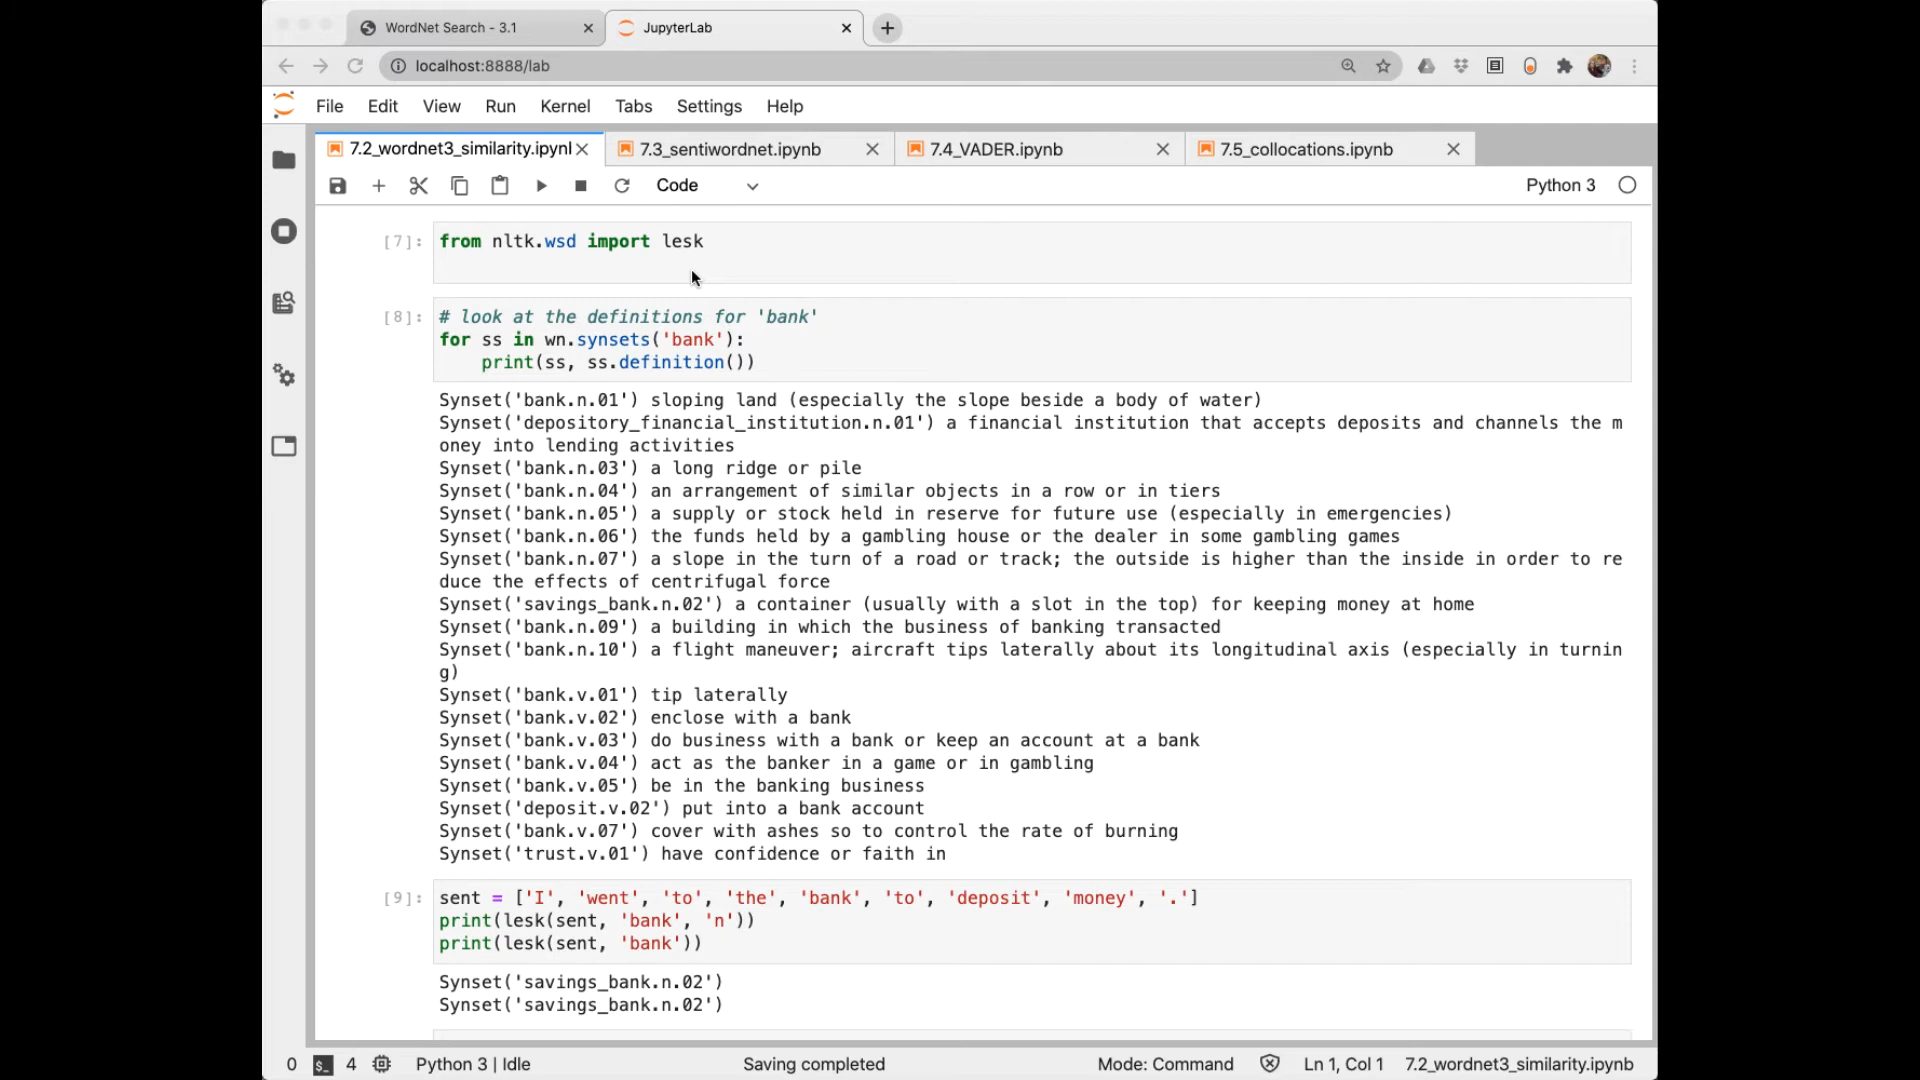 WordNet Search - 3.1
JupyterLab
localhost:8888/lab
File Edit View Run Kernel Tabs Settings Help
7.2_wordnet3_similarity.ipynl 7.3_sentiwordnet.ipynb 7.4_VADER.ipynb 7.5_collocations.ipynb
Code Python 3
[7]: from nltk.wsd import lesk
[8]: # look at the definitions for 'bank'
for ss in wn.synsets('bank'):
    print(ss, ss.definition())
Synset('bank.n.01') sloping land (especially the slope beside a body of water)
Synset('depository_financial_institution.n.01') a financial institution that accepts deposits and channels the m
oney into lending activities
Synset('bank.n.03') a long ridge or pile
Synset('bank.n.04') an arrangement of similar objects in a row or in tiers
Synset('bank.n.05') a supply or stock held in reserve for future use (especially in emergencies)
Synset('bank.n.06') the funds held by a gambling house or the dealer in some gambling games
Synset('bank.n.07') a slope in the turn of a road or track; the outside is higher than the inside in order to re
duce the effects of centrifugal force
Synset('savings_bank.n.02') a container (usually with a slot in the top) for keeping money at home
Synset('bank.n.09') a building in which the business of banking transacted
Synset('bank.n.10') a flight maneuver; aircraft tips laterally about its longitudinal axis (especially in turnin
g)
Synset('bank.v.01') tip laterally
Synset('bank.v.02') enclose with a bank
Synset('bank.v.03') do business with a bank or keep an account at a bank
Synset('bank.v.04') act as the banker in a game or in gambling
Synset('bank.v.05') be in the banking business
Synset('deposit.v.02') put into a bank account
Synset('bank.v.07') cover with ashes so to control the rate of burning
Synset('trust.v.01') have confidence or faith in
[9]: sent = ['I', 'went', 'to', 'the', 'bank', 'to', 'deposit', 'money', '.']
print(lesk(sent, 'bank', 'n'))
print(lesk(sent, 'bank'))
Synset('savings_bank.n.02')
Synset('savings_bank.n.02')
0 $_ 4 Python 3 | Idle Saving completed Mode: Command Ln 1, Col 1 7.2_wordnet3_similarity.ipynb